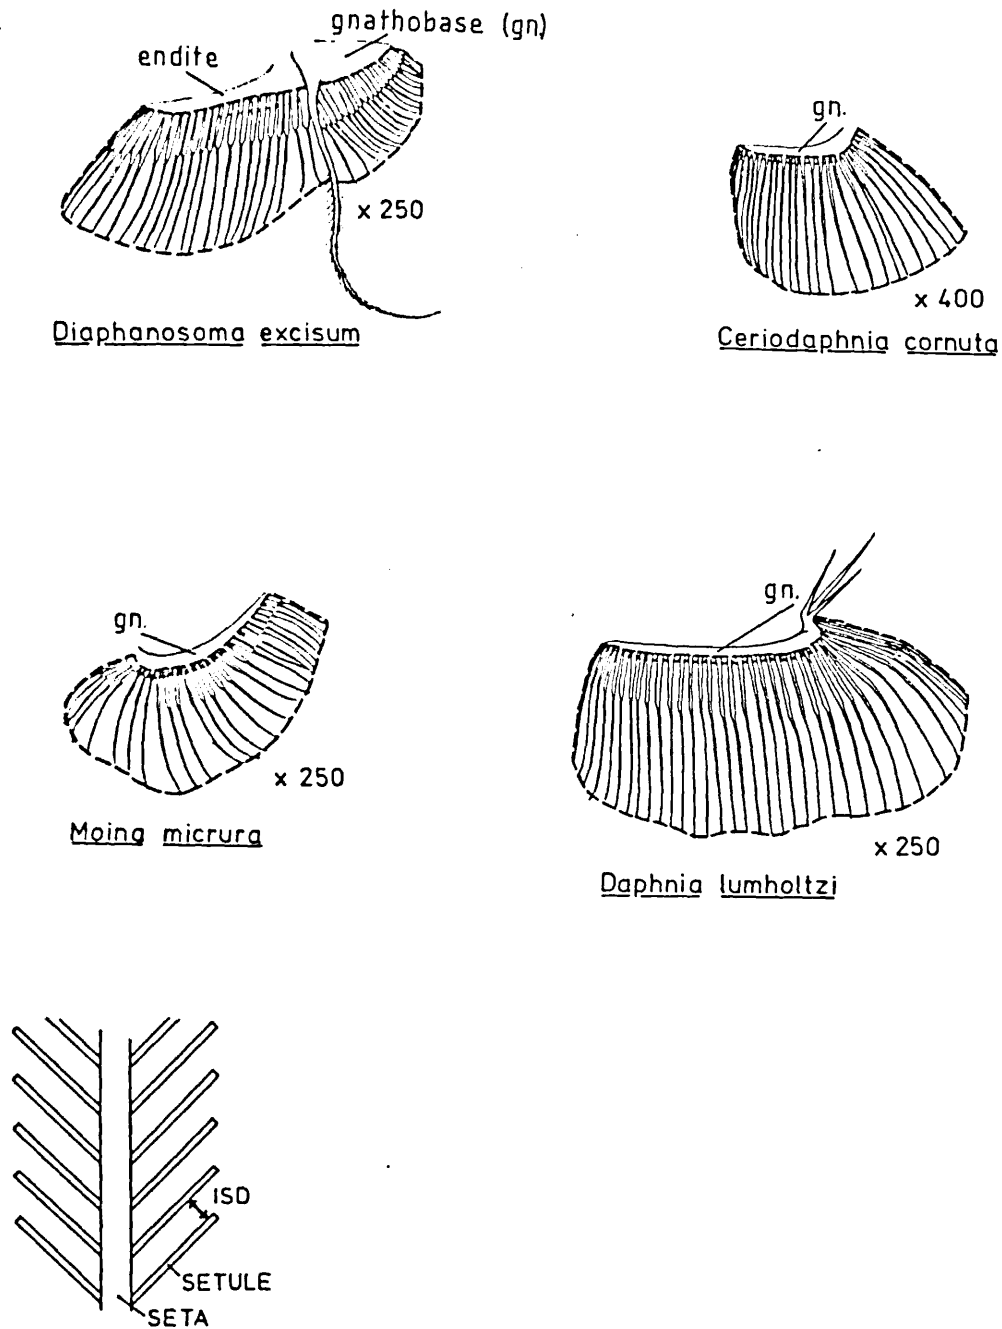 gnathobase (gn)
endite
x 250
Diaphanosoma excisum
gn.
x 400
Ceriodaphnia cornuta
gn.
x 250
Moina micrura
gn.
x 250
Daphnia lumholtzi
ISD
SETULE
SETA